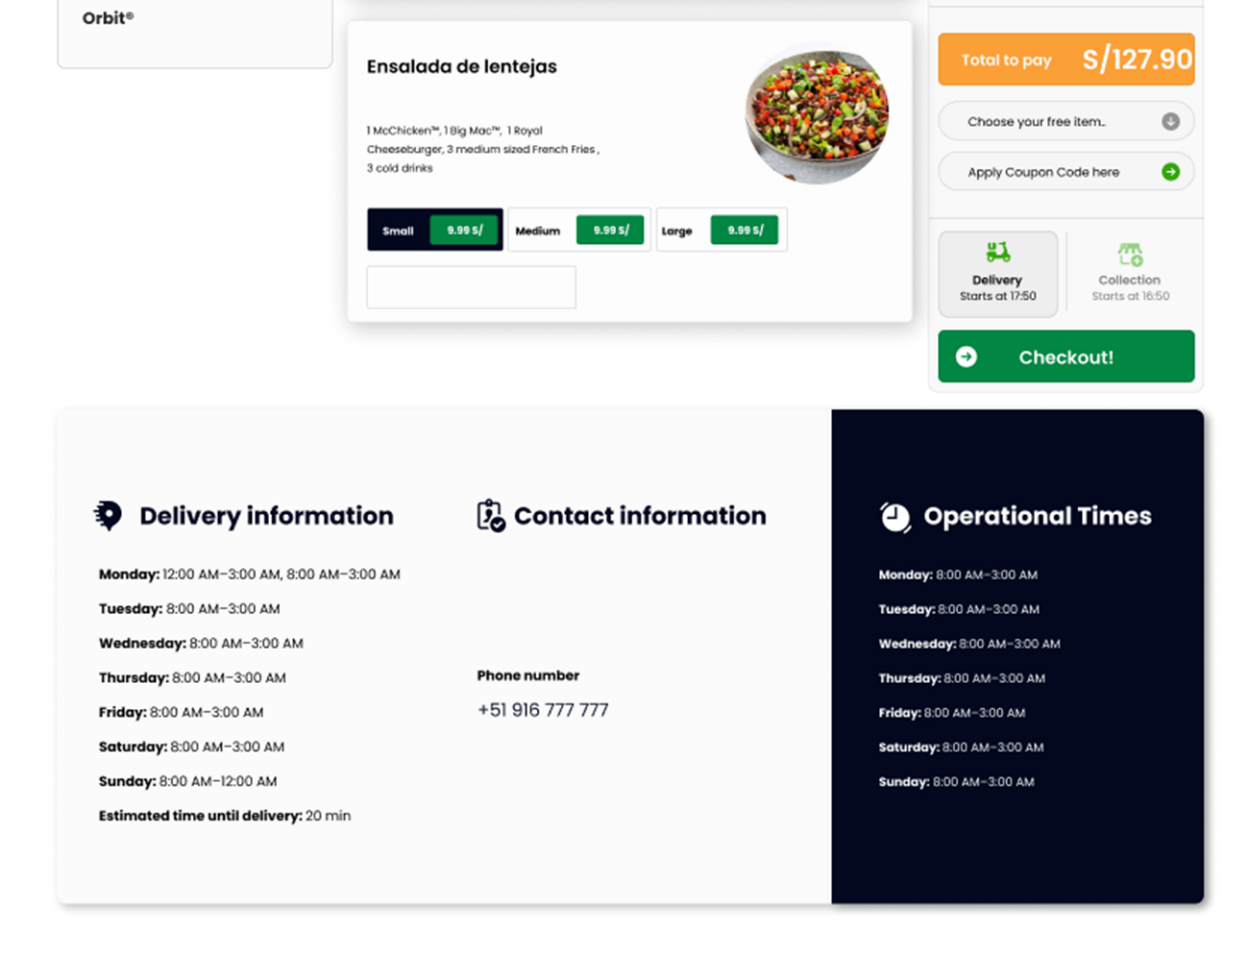 Orbit®
Ensalada de lentejas
1 McChicken™, 1 Big Mac™, 1 Royal
Cheeseburger, 3 medium sized French Fries ,
3 cold drinks
Small 9.99 S/ Medium 9.99 S/ Large 9.99 S/
Total to pay S/127.90
Choose your free item..
Apply Coupon Code here
Delivery
Starts at 17:50
Collection
Starts at 16:50
Checkout!
Delivery information
Monday: 12:00 AM–3:00 AM, 8:00 AM–3:00 AM
Tuesday: 8:00 AM–3:00 AM
Wednesday: 8:00 AM–3:00 AM
Thursday: 8:00 AM–3:00 AM
Friday: 8:00 AM–3:00 AM
Saturday: 8:00 AM–3:00 AM
Sunday: 8:00 AM–12:00 AM
Estimated time until delivery: 20 min
Contact information
Phone number
+51 916 777 777
Operational Times
Monday: 8:00 AM–3:00 AM
Tuesday: 8:00 AM–3:00 AM
Wednesday: 8:00 AM–3:00 AM
Thursday: 8:00 AM–3:00 AM
Friday: 8:00 AM–3:00 AM
Saturday: 8:00 AM–3:00 AM
Sunday: 8:00 AM–3:00 AM